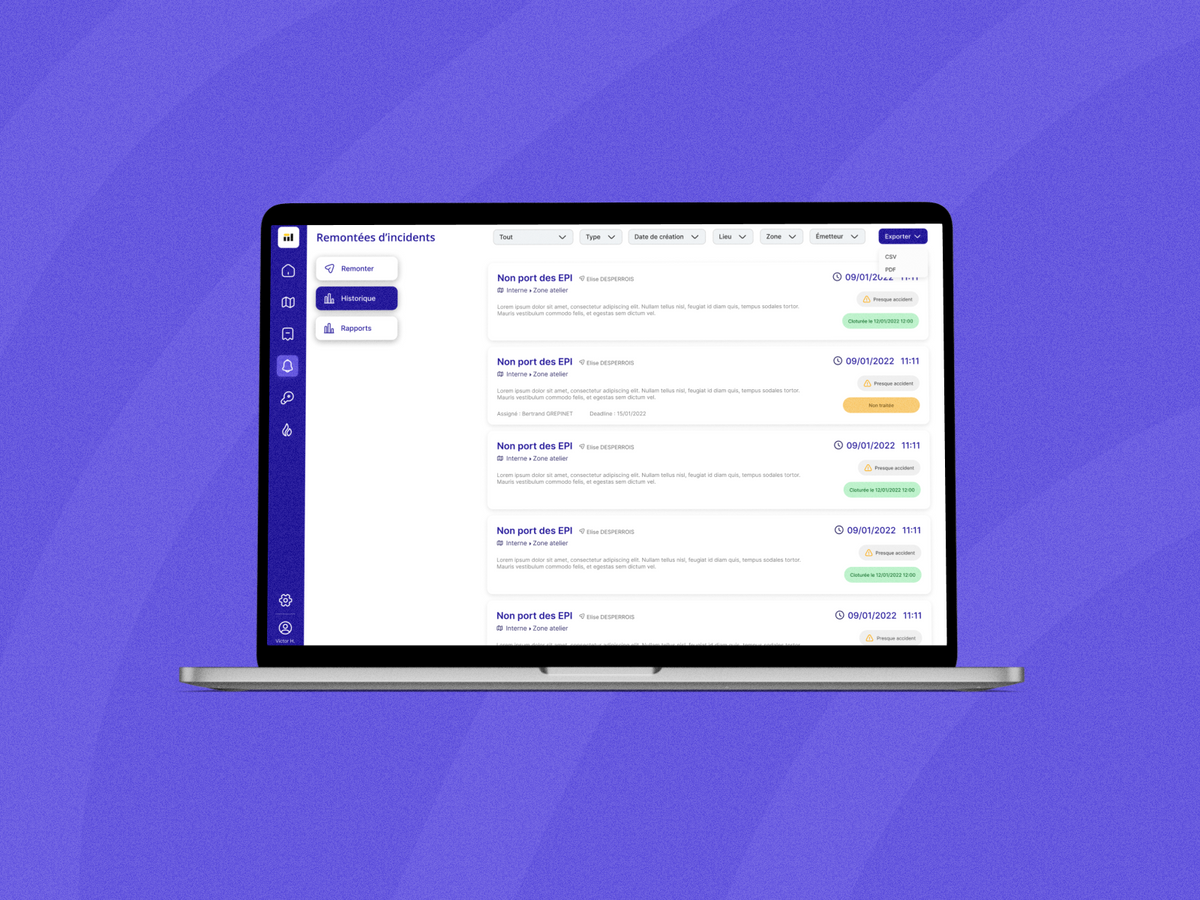 Remontées d'incidents
Tout
Type
Date de création
Lieu
Zone
Émetteur
Exporter
CSV
PDF
Remonter
Historique
Rapports
Victor H.
Non port des EPI Elise DESPERROIS
09/01/2022 11:11
Interne Zone atelier
Presque accident
Lorem ipsum dolor sit amet, consectetur adipiscing elit. Nullam tellus nisl, feugiat id diam quis, tempus sodales tortor.
Mauris vestibulum commodo felis, et egestas sem dictum vel.
Cloturée le 12/01/2022 12:00
Non port des EPI Elise DESPERROIS
09/01/2022 11:11
Interne Zone atelier
Presque accident
Lorem ipsum dolor sit amet, consectetur adipiscing elit. Nullam tellus nisl, feugiat id diam quis, tempus sodales tortor.
Mauris vestibulum commodo felis, et egestas sem dictum vel.
Non traitée
Assigné : Bertrand GREPINET Deadline : 15/01/2022
Non port des EPI Elise DESPERROIS
09/01/2022 11:11
Interne Zone atelier
Presque accident
Lorem ipsum dolor sit amet, consectetur adipiscing elit. Nullam tellus nisl, feugiat id diam quis, tempus sodales tortor.
Mauris vestibulum commodo felis, et egestas sem dictum vel.
Cloturée le 12/01/2022 12:00
Non port des EPI Elise DESPERROIS
09/01/2022 11:11
Interne Zone atelier
Presque accident
Lorem ipsum dolor sit amet, consectetur adipiscing elit. Nullam tellus nisl, feugiat id diam quis, tempus sodales tortor.
Mauris vestibulum commodo felis, et egestas sem dictum vel.
Cloturée le 12/01/2022 12:00
Non port des EPI Elise DESPERROIS
09/01/2022 11:11
Interne Zone atelier
Presque accident